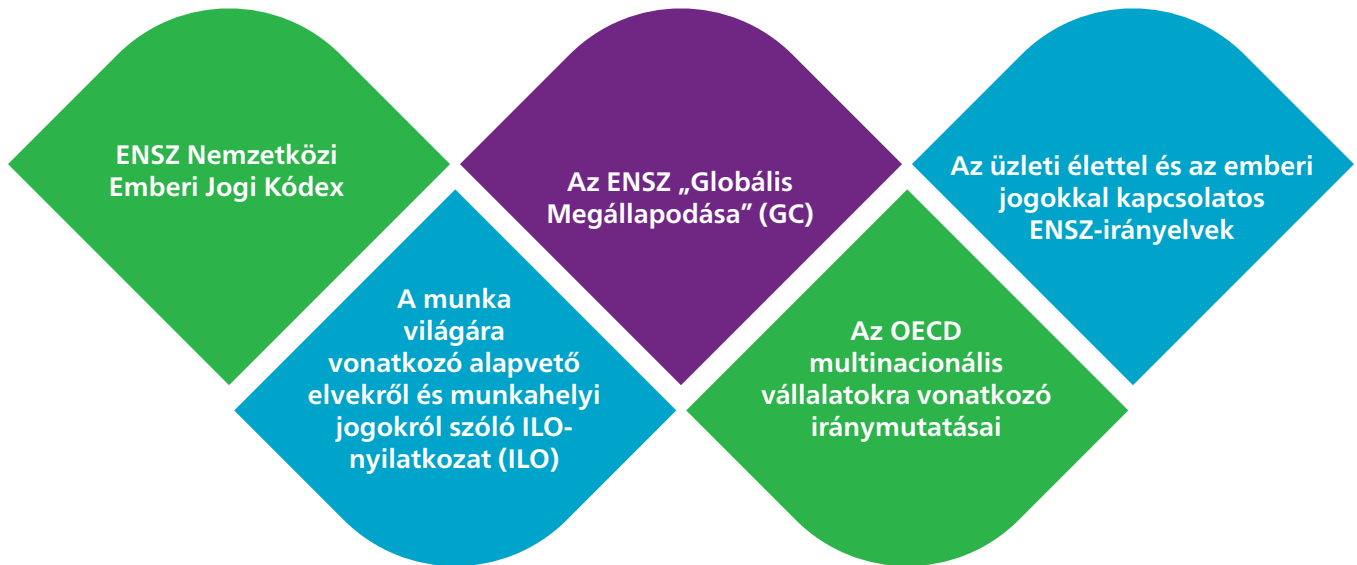 ENSZ Nemzetközi
Emberi Jogi Kódex
A munka
világára
vonatkozó alapvető
elvekről és munkahelyi
jogokról szóló ILO-
nyilatkozat (ILO)
Az ENSZ „Globális
Megállapodása” (GC)
Az OECD
multinacionális
vállalatokra vonatkozó
iránymutatásai
Az üzleti élettel és az emberi
jogokkal kapcsolatos
ENSZ-irányelvek